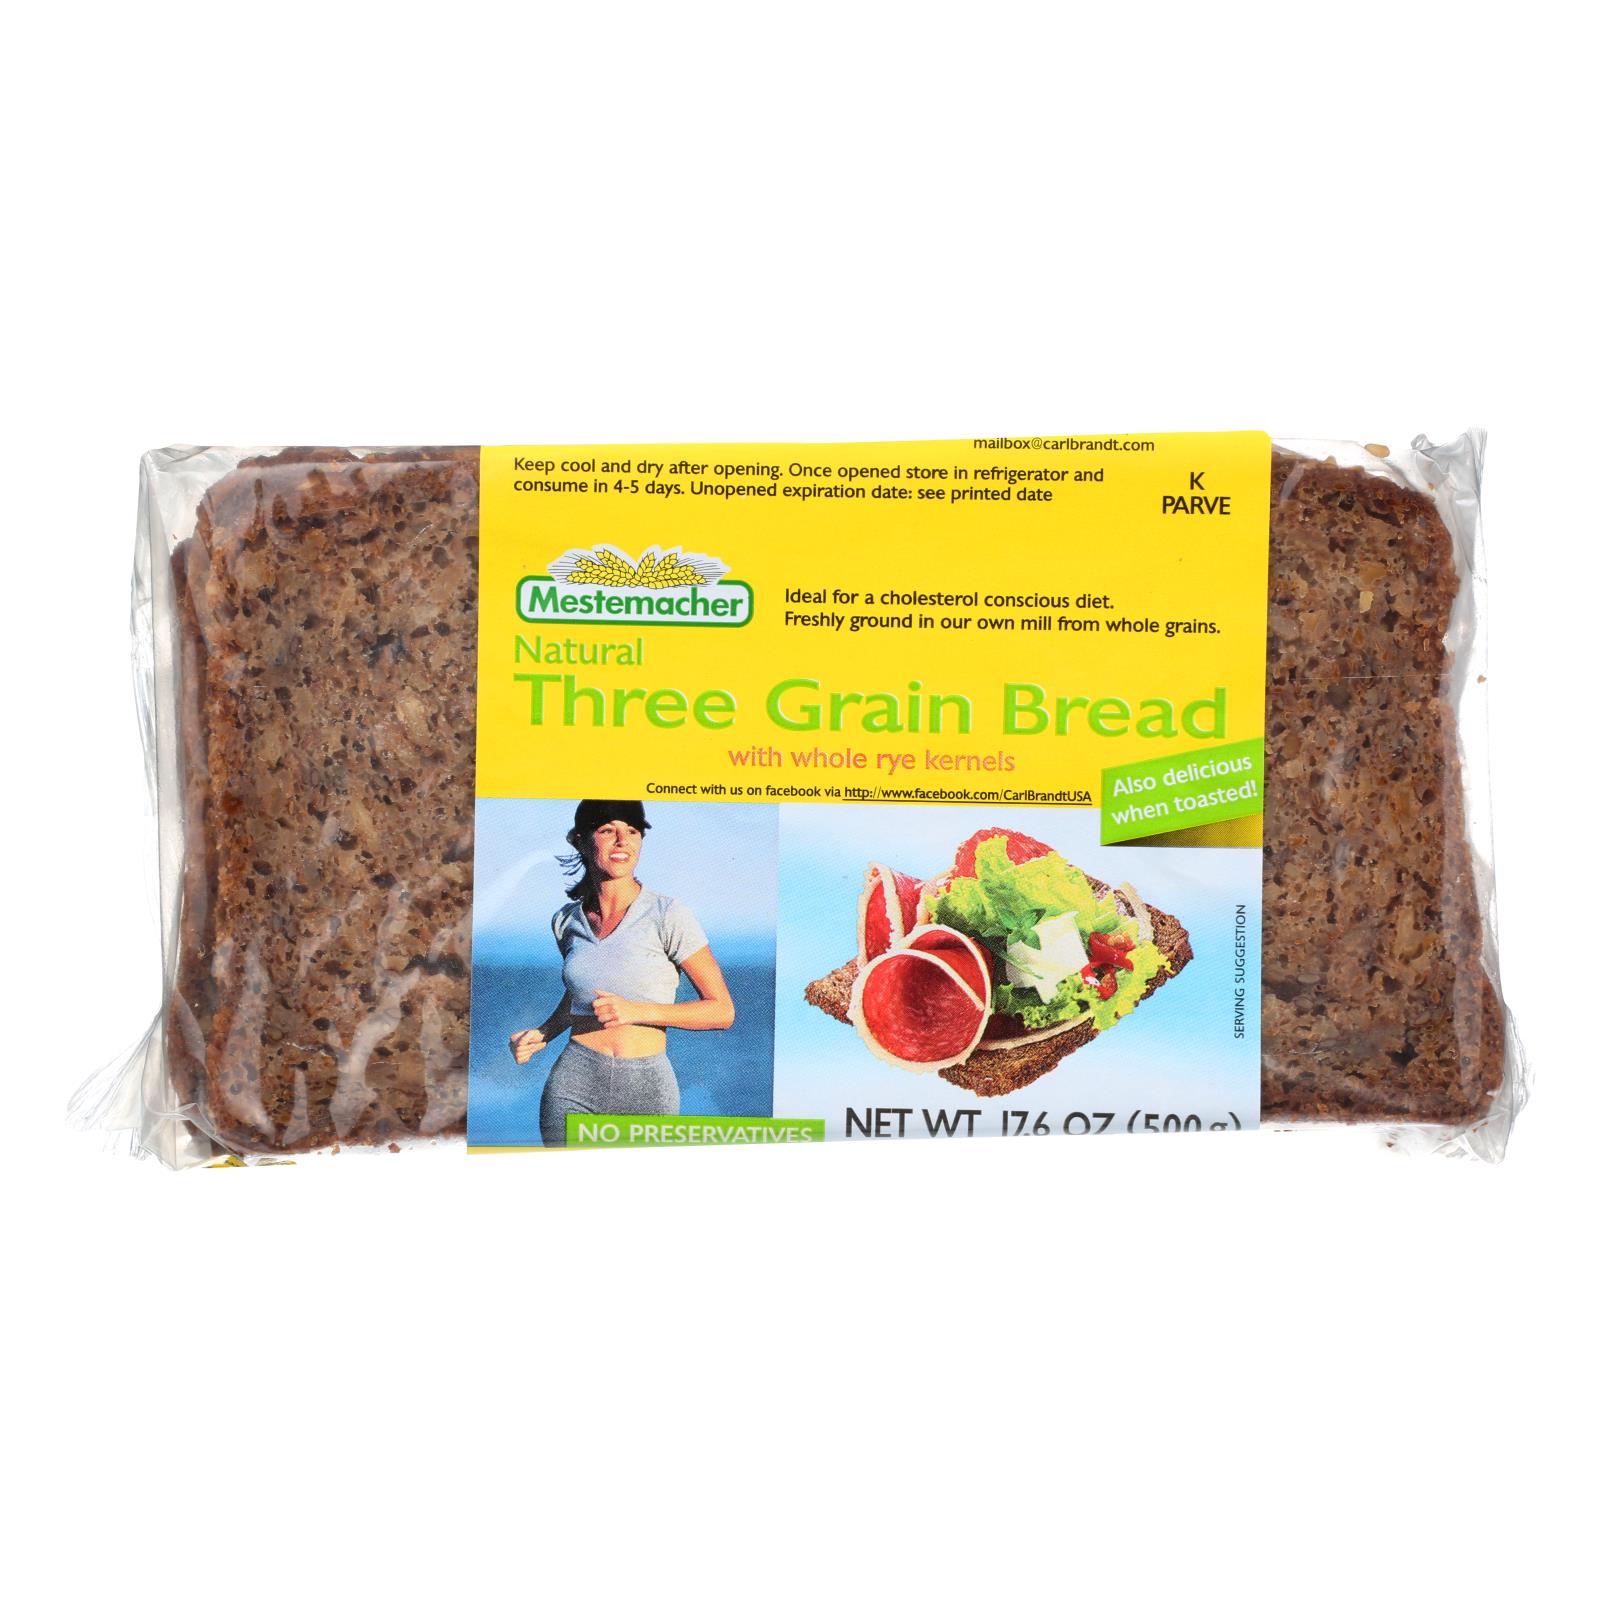 mailbox@carlbrandt.com
Keep cool and dry after opening. Once opened store in refrigerator and
consume in 4-5 days. Unopened expiration date: see printed date
K
PARVE
Mestemacher
Ideal for a cholesterol conscious diet.
Freshly ground in our own mill from whole grains.
Natural
Three Grain Bread
with whole rye kernels
Connect with us on facebook via http://www.facebook.com/CarlBrandtUSA
Also delicious
when toasted!
SERVING SUGGESTION
NO PRESERVATIVES
NET WT. 17.6 OZ (500 g)